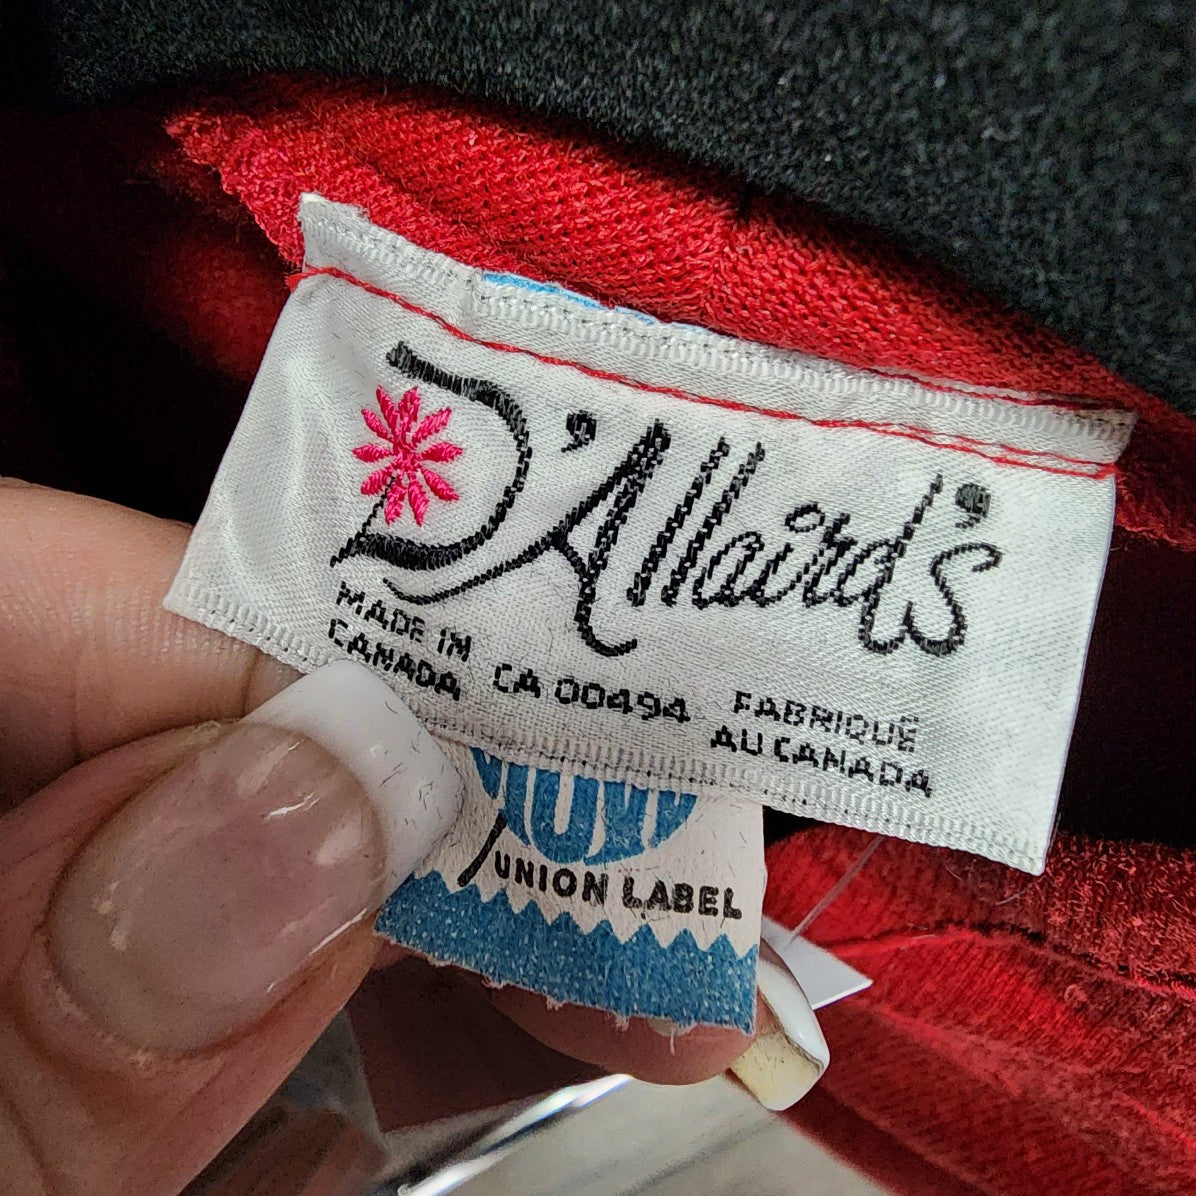 D'Allaird's
MADE IN
CANADA
CA 00494
FABRIQUÉ
AU CANADA
UNION LABEL